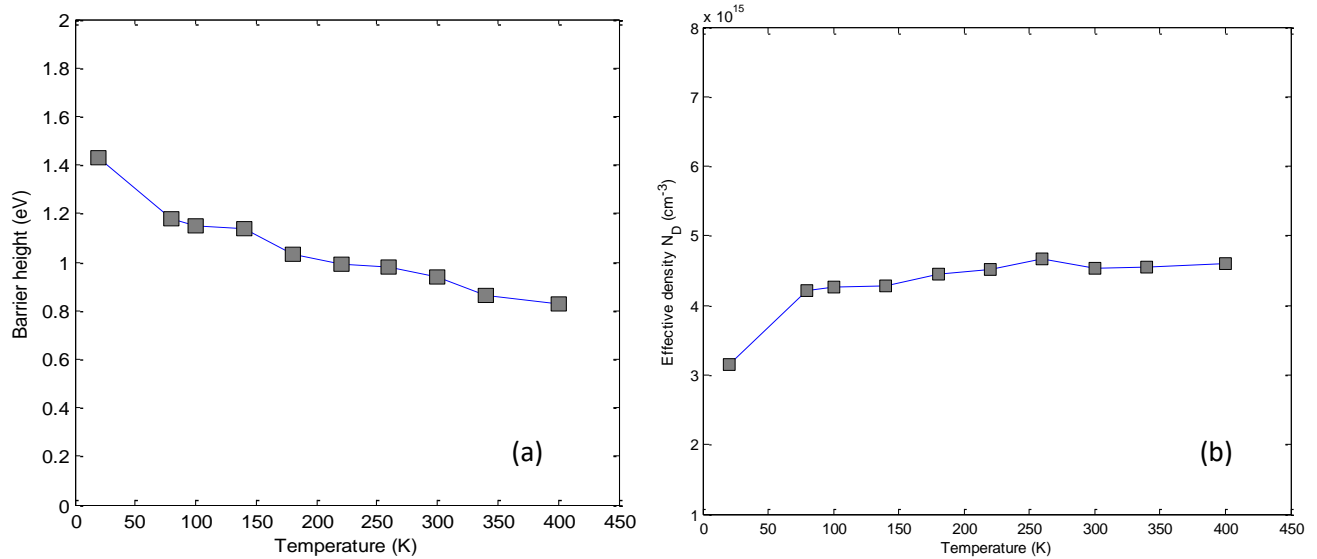 2
1.8
1.6
1.4
1.2
1
0.8
0.6
0.4
0.2
0
Barrier height (eV)
0 50 100 150 200 250 300 350 400 450
Temperature (K)
(a)
x 10^15
8
7
6
5
4
3
2
1
Effective density N_D (cm^-3)
0 50 100 150 200 250 300 350 400 450
Temperature (K)
(b)